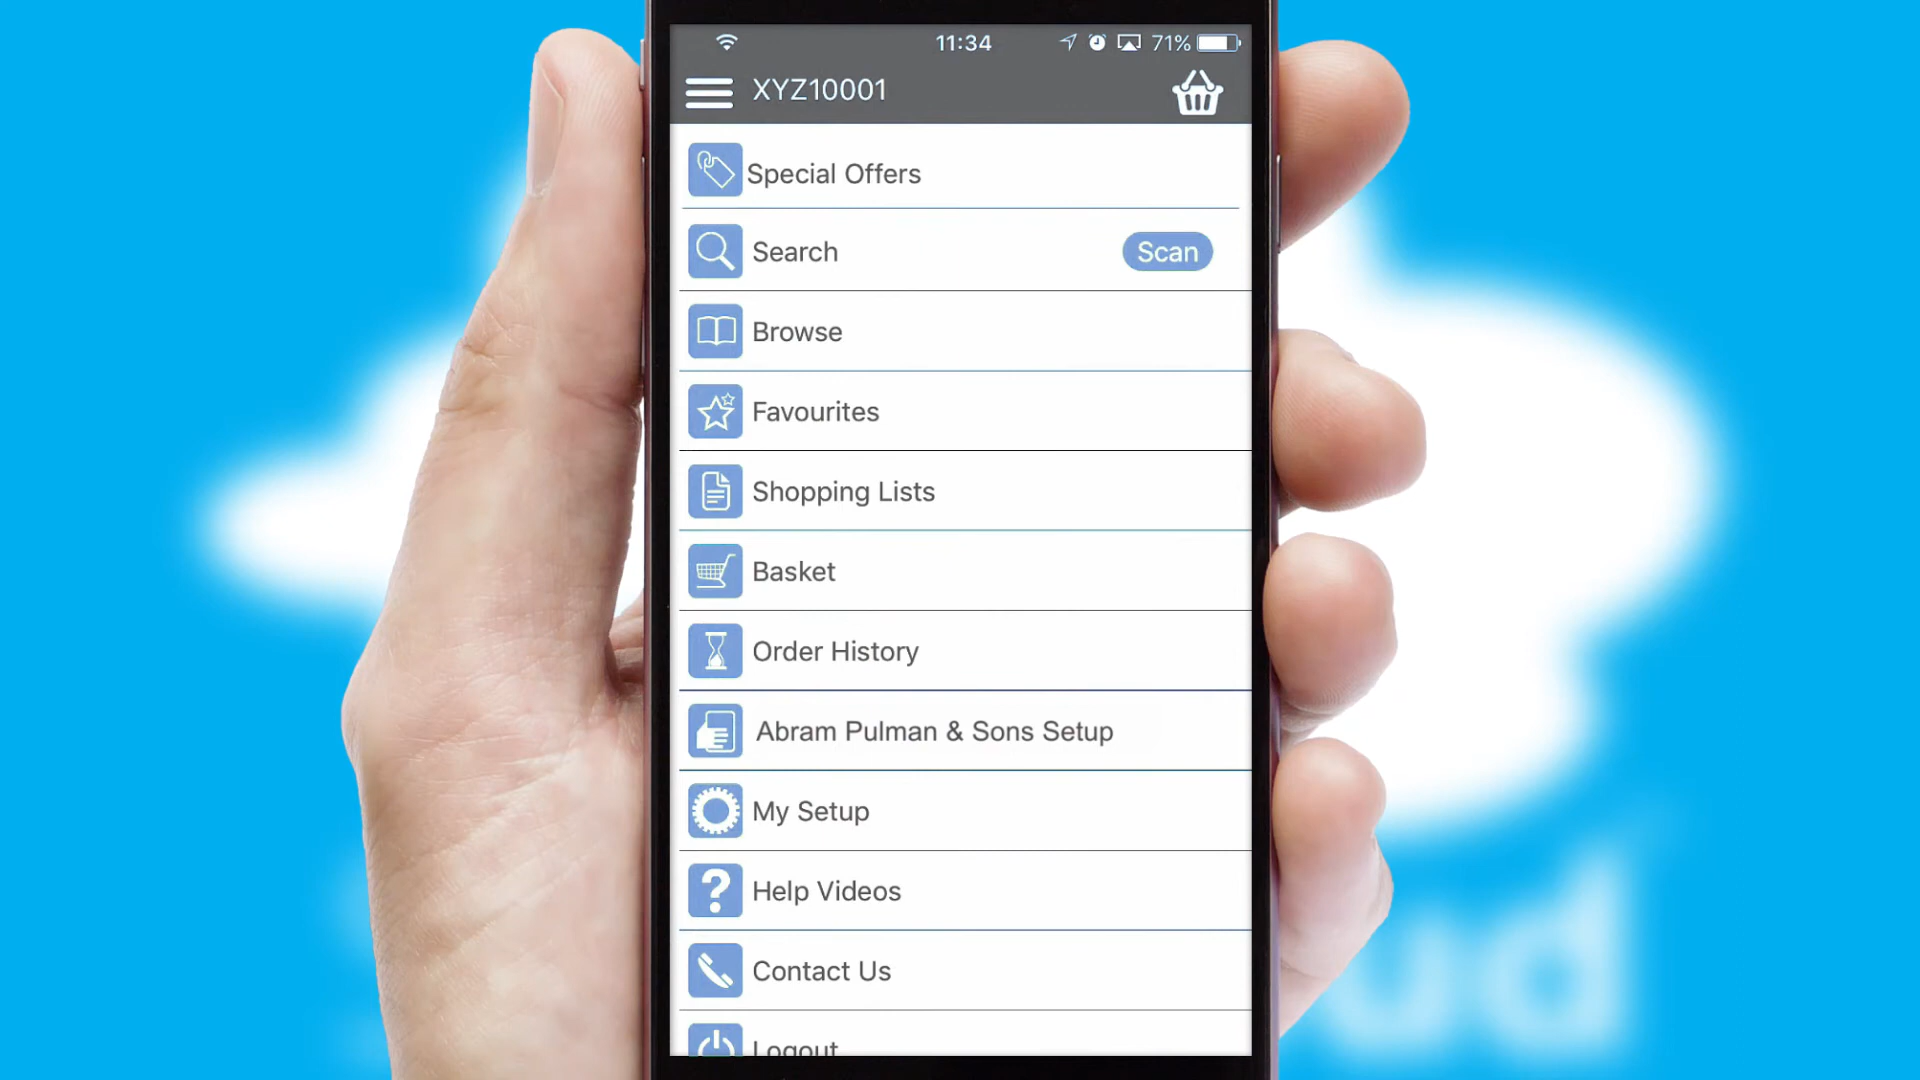 11:34
71%
XYZ10001
Special Offers
Search
Scan
Browse
Favourites
Shopping Lists
Basket
Order History
Abram Pulman & Sons Setup
My Setup
Help Videos
Contact Us
Logout